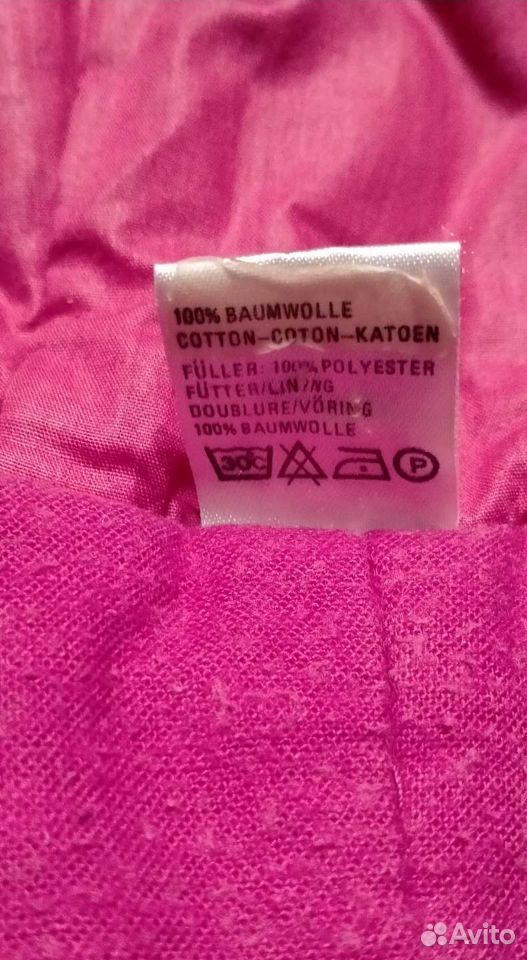 100% BAUMWOLLE
COTTON-COTON-KATOEN
FÜLLER: 100% POLYESTER
FÜTTER/LINING
DOUBLURE/VÖRING
100% BAUMWOLLE
30°C P
Avito